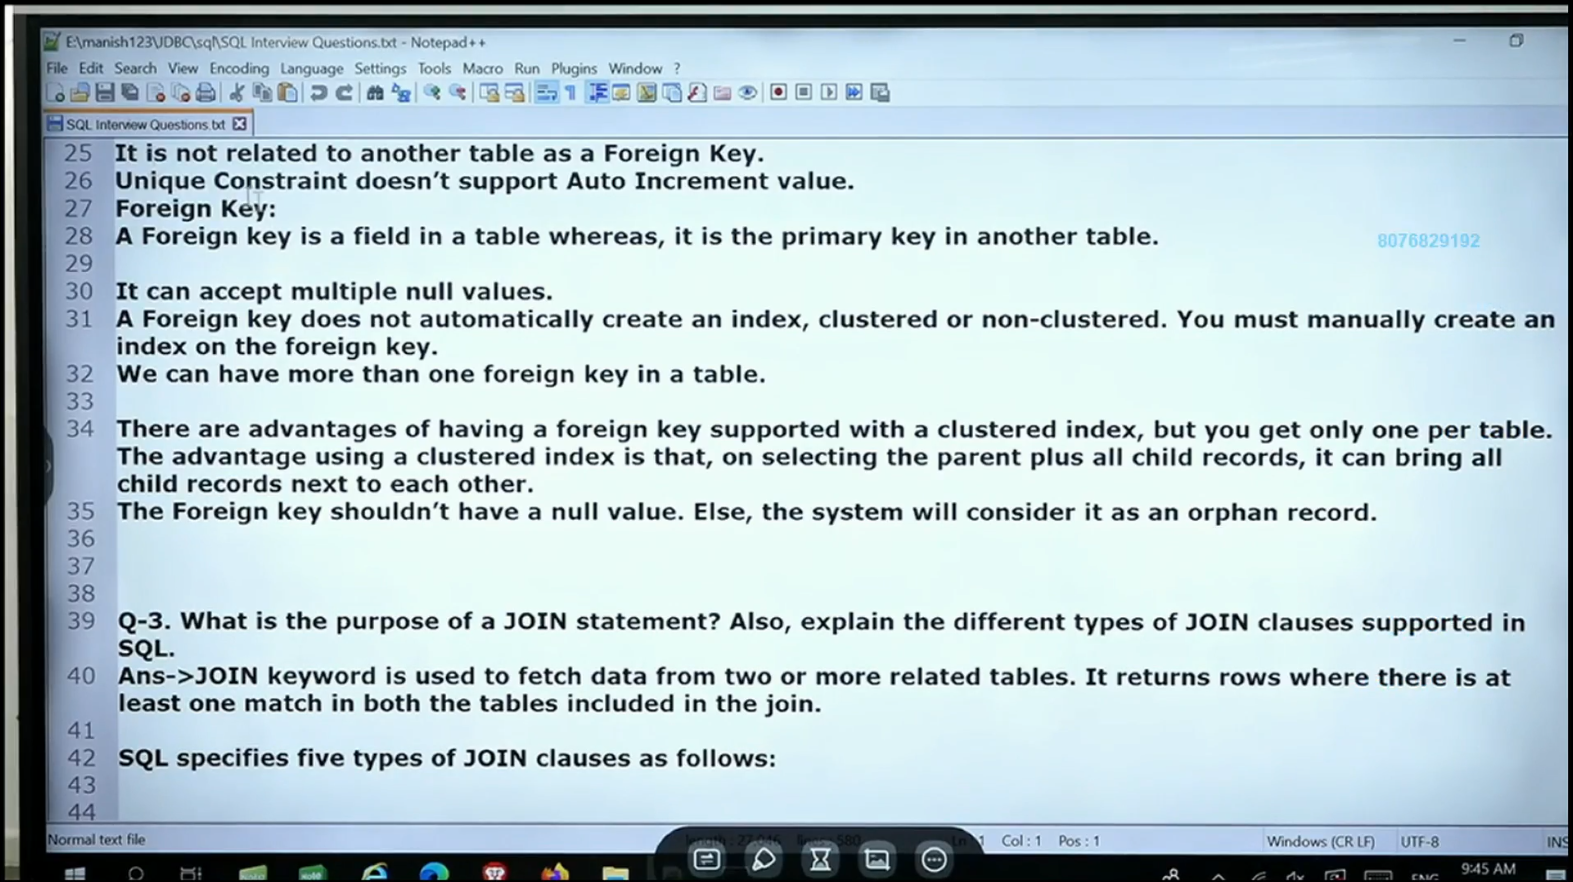 E:\manish123\JDBC\sql\SQL Interview Questions.txt - Notepad++
File Edit Search View Encoding Language Settings Tools Macro Run Plugins Window ?
SQL Interview Questions.txt
25 It is not related to another table as a Foreign Key.
26 Unique Constraint doesn’t support Auto Increment value.
27 Foreign Key:
28 A Foreign key is a field in a table whereas, it is the primary key in another table.
8076829192
29
30 It can accept multiple null values.
31 A Foreign key does not automatically create an index, clustered or non-clustered. You must manually create an
index on the foreign key.
32 We can have more than one foreign key in a table.
33
34 There are advantages of having a foreign key supported with a clustered index, but you get only one per table.
The advantage using a clustered index is that, on selecting the parent plus all child records, it can bring all
child records next to each other.
35 The Foreign key shouldn’t have a null value. Else, the system will consider it as an orphan record.
36
37
38
39 Q-3. What is the purpose of a JOIN statement? Also, explain the different types of JOIN clauses supported in
SQL.
40 Ans->JOIN keyword is used to fetch data from two or more related tables. It returns rows where there is at
least one match in both the tables included in the join.
41
42 SQL specifies five types of JOIN clauses as follows:
43
44
Normal text file length : 27,046 lines : 580 Col : 1 Pos : 1 Windows (CR LF) UTF-8 INS
ENG 9:45 AM